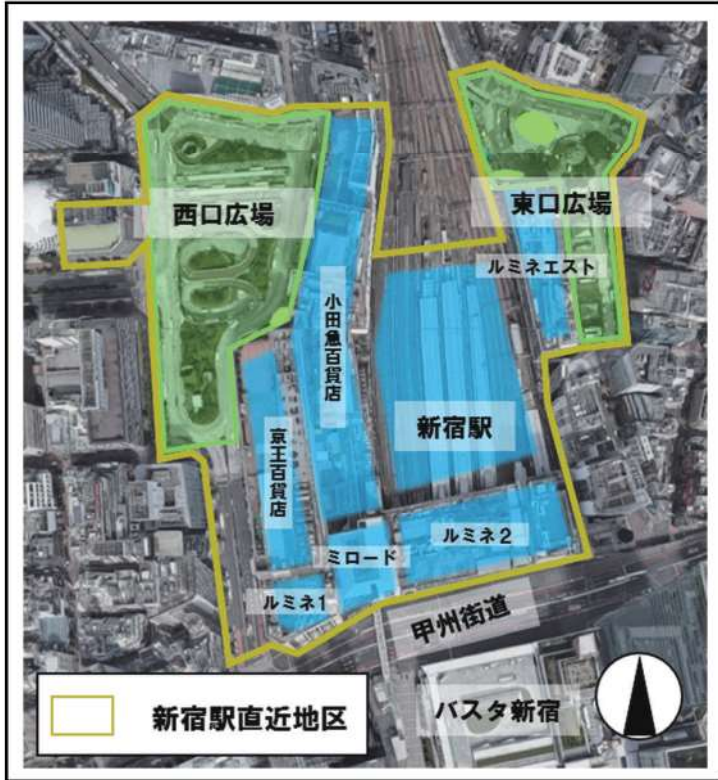 西口広場
東口広場
ルミネエスト
小田急百貨店
新宿駅
京王百貨店
ルミネ2
ミロード
ルミネ1
甲州街道
新宿駅直近地区
バスタ新宿